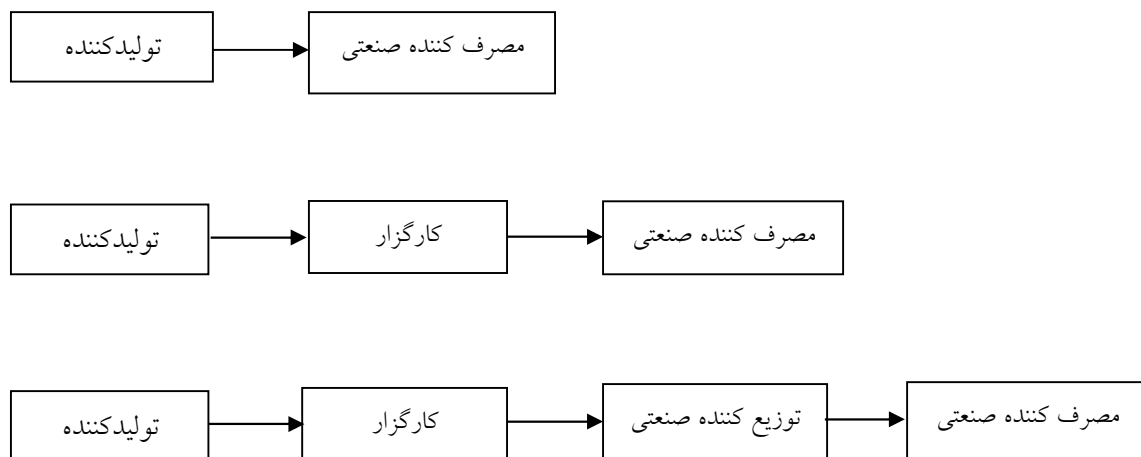 تولیدکننده
مصرف کننده صنعتی
تولیدکننده
کارگزار
مصرف کننده صنعتی
تولیدکننده
کارگزار
توزیع کننده صنعتی
مصرف کننده صنعتی